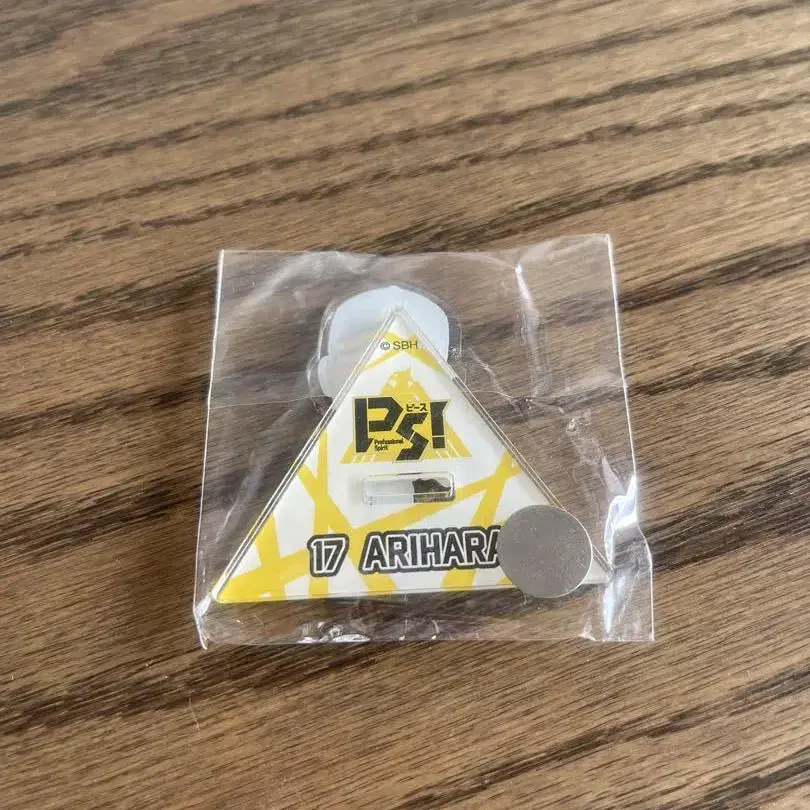 © SBH
ピース
PS!
Professional
Spirit
17 ARIHARA